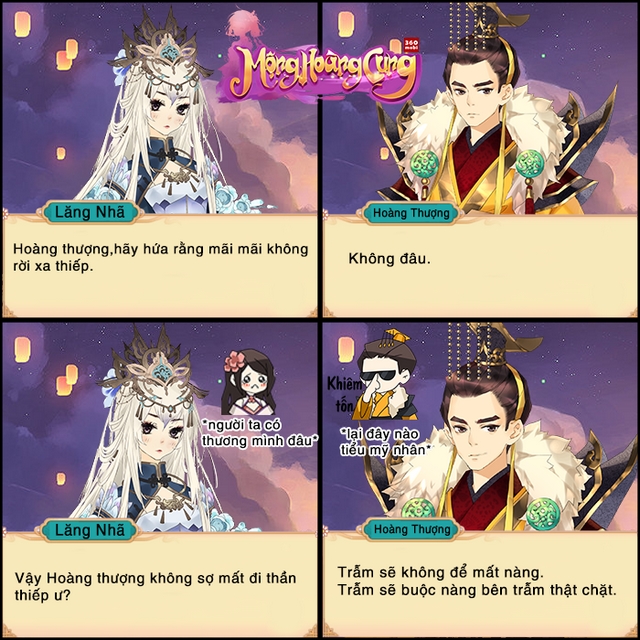 Mộng Hoàng Cung
360
mobi
Lăng Nhã
Hoàng thượng,hãy hứa rằng mãi mãi không
rời xa thiếp.
Hoàng Thượng
Không đâu.
*người ta có
thương mình đâu*
Lăng Nhã
Vậy Hoàng thượng không sợ mất đi thần
thiếp ư?
Khiêm
tốn
*lại đây nào
tiểu mỹ nhân*
Hoàng Thượng
Trẫm sẽ không để mất nàng.
Trẫm sẽ buộc nàng bên trẫm thật chặt.